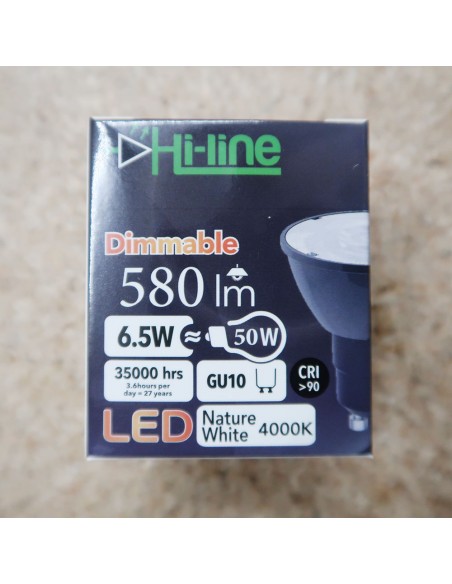 Hi-line
Dimmable
580 lm
6.5W ≈ 50W
35000 hrs
3.6hours per
day = 27 years
GU10
CRI
>90
LED
Nature
White 4000K